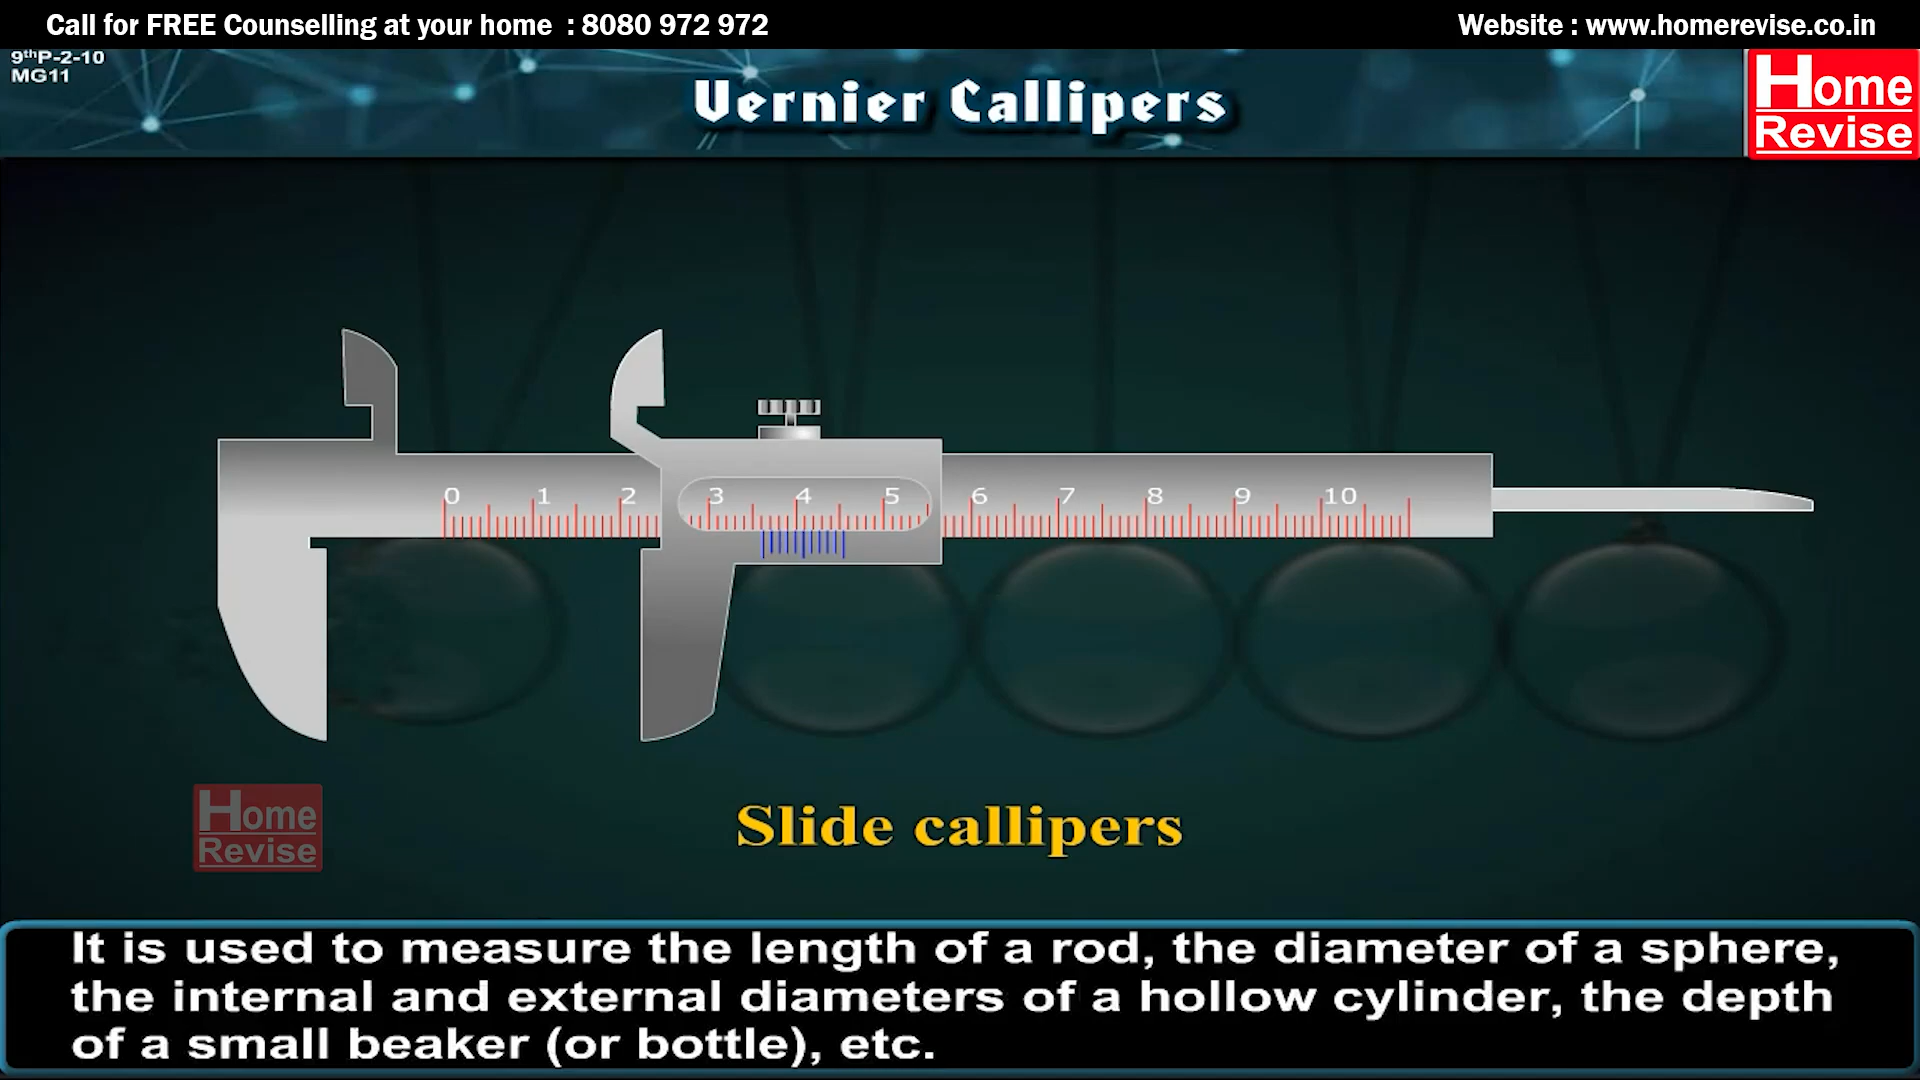 Call for FREE Counselling at your home : 8080 972 972
Website : www.homerevise.co.in
9thP-2-10
MG11
Vernier Callipers
Home
Revise
0 1 2 3 4 5 6 7 8 9 10
Home
Revise
Slide callipers
It is used to measure the length of a rod, the diameter of a sphere,
the internal and external diameters of a hollow cylinder, the depth
of a small beaker (or bottle), etc.